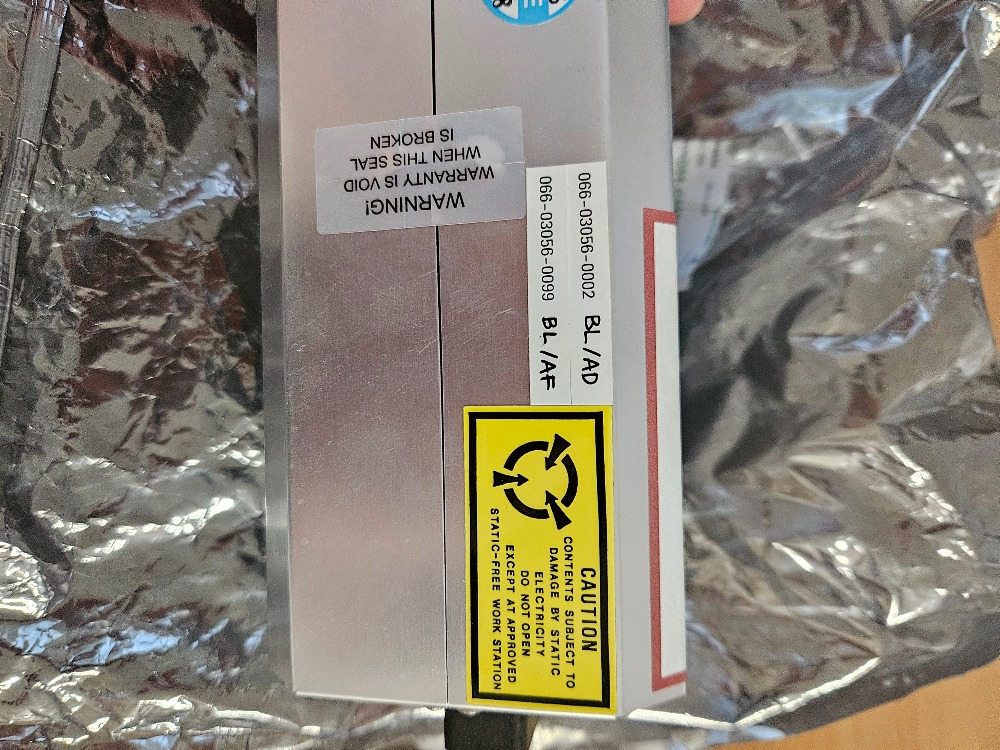 WARNING!
WARRANTY IS VOID
WHEN THIS SEAL
IS BROKEN
066-03056-0002 BL/AD
066-03056-0099 BL/AF
CAUTION
CONTENTS SUBJECT TO
DAMAGE BY STATIC
ELECTRICITY
DO NOT OPEN
EXCEPT AT APPROVED
STATIC-FREE WORK STATION